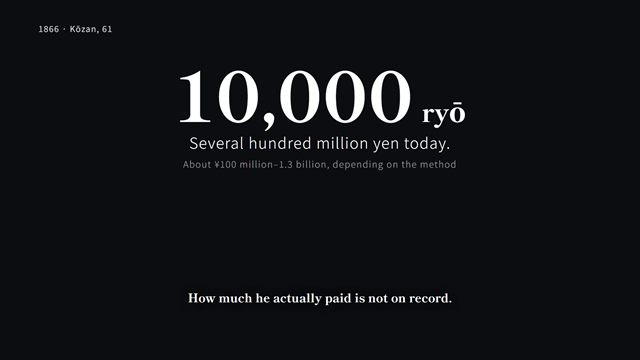 1866 · Kōzan, 61
10,000 ryō
Several hundred million yen today.
About ¥100 million–1.3 billion, depending on the method
How much he actually paid is not on record.